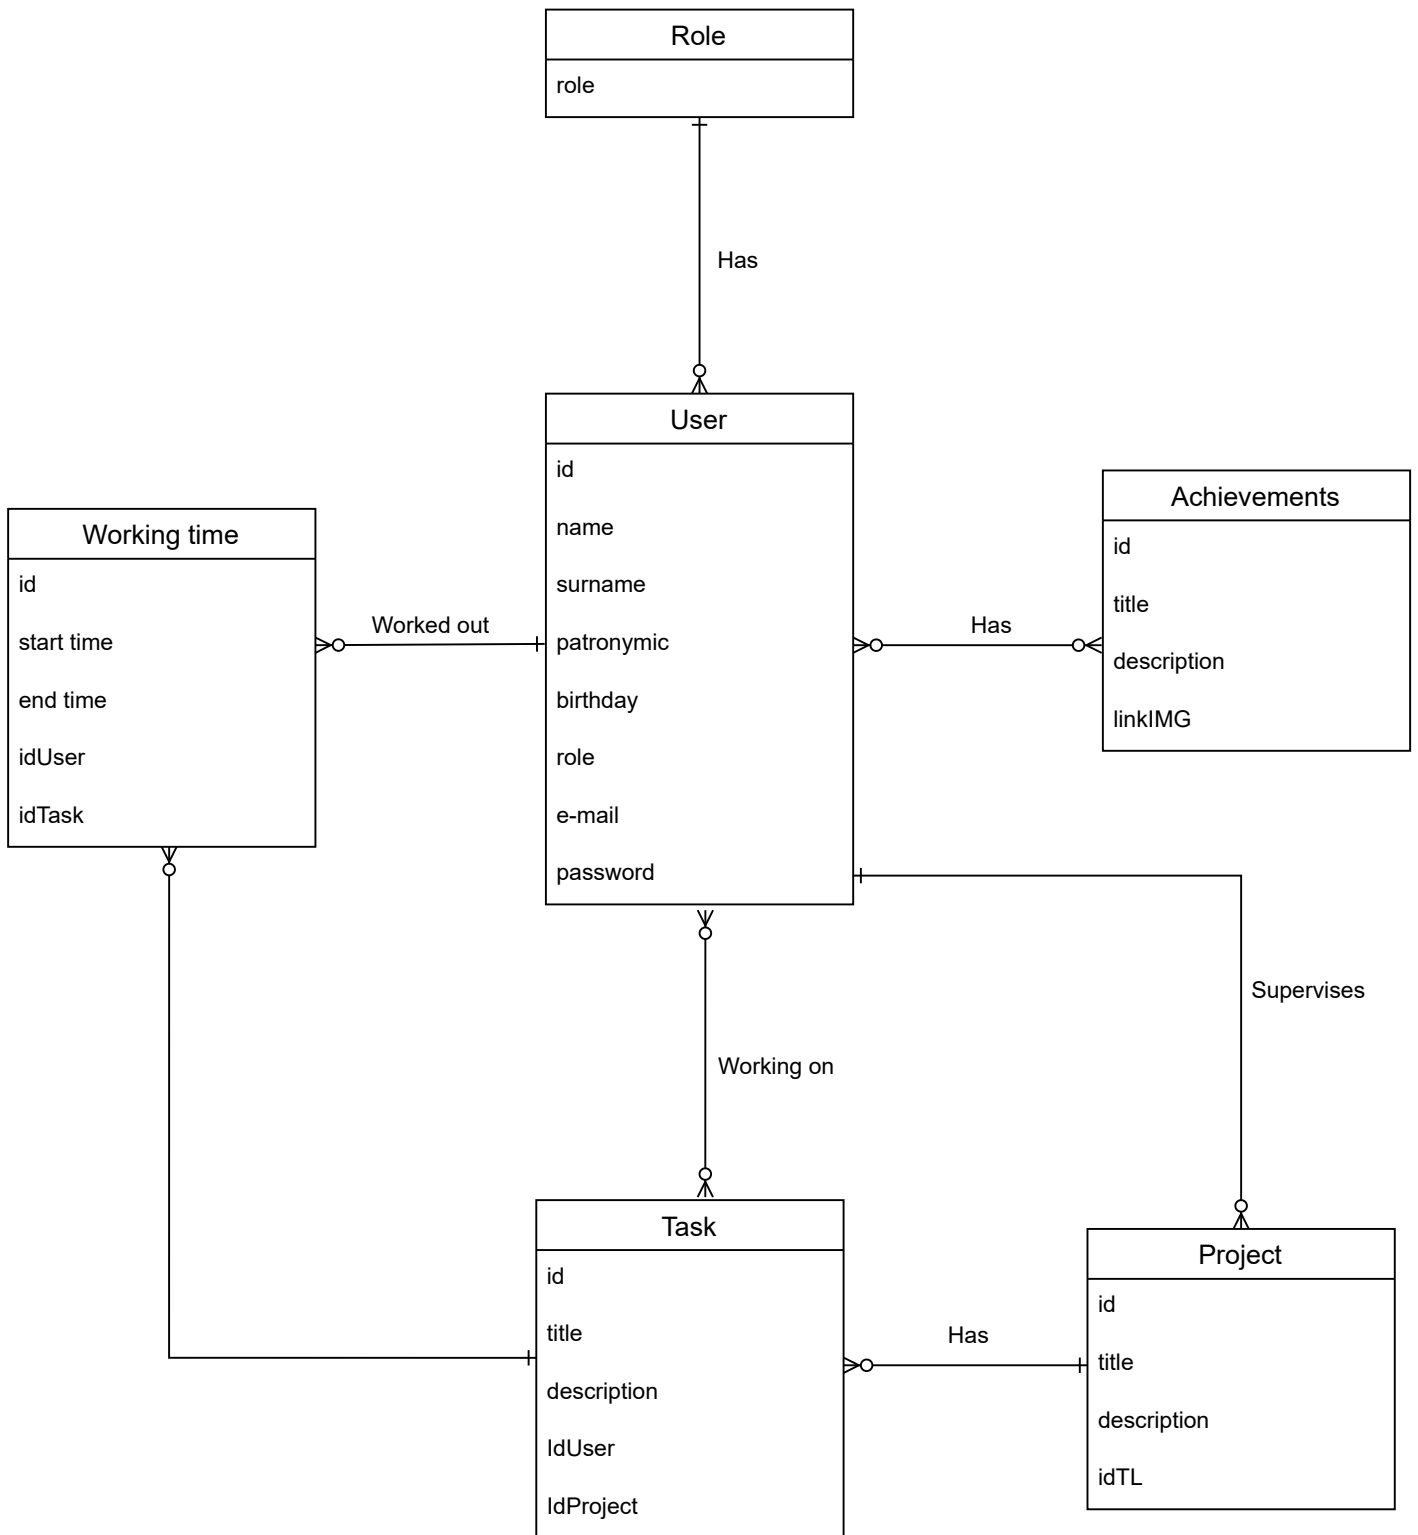 Role
role
Has
User
id
name
surname
patronymic
birthday
role
e-mail
password
Working time
id
start time
end time
idUser
idTask
Worked out
Has
Achievements
id
title
description
linkIMG
Supervises
Working on
Task
id
title
description
IdUser
IdProject
Has
Project
id
title
description
idTL